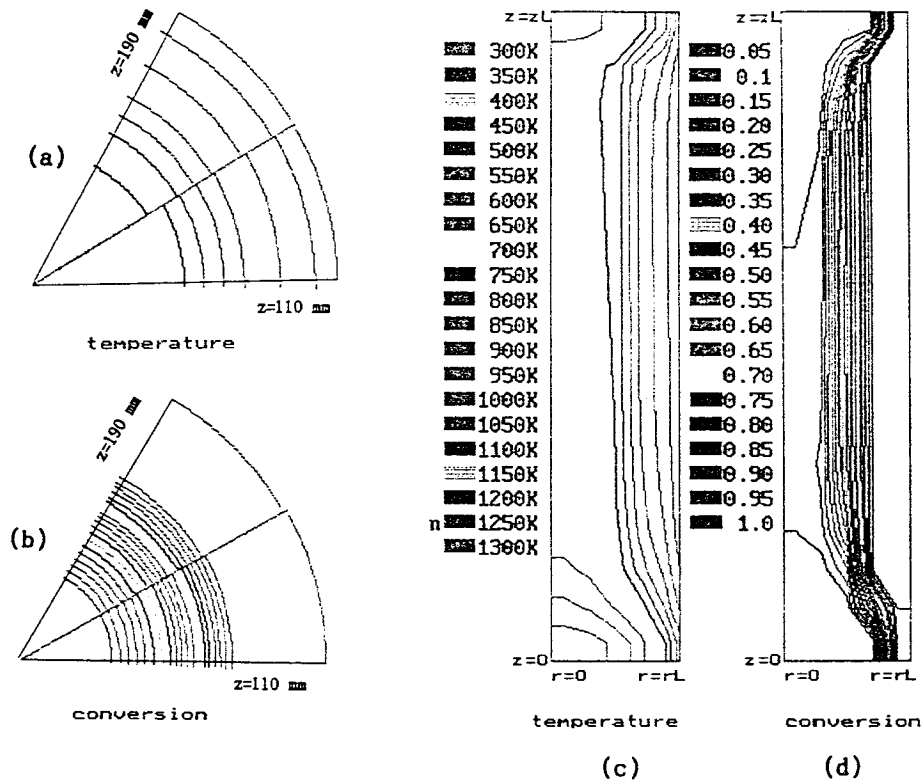 (a)
z=190 mm
z=110 mm
temperature
(b)
z=190 mm
z=110 mm
conversion
z=zL
300K
350K
400K
450K
500K
550K
600K
650K
700K
750K
800K
850K
900K
950K
1000K
1050K
1100K
1150K
1200K
n 1250K
1300K
z=0
r=0 r=rL
temperature
(c)
z=zL
0.05
0.1
0.15
0.20
0.25
0.30
0.35
0.40
0.45
0.50
0.55
0.60
0.65
0.70
0.75
0.80
0.85
0.90
0.95
1.0
z=0
r=0 r=rL
conversion
(d)